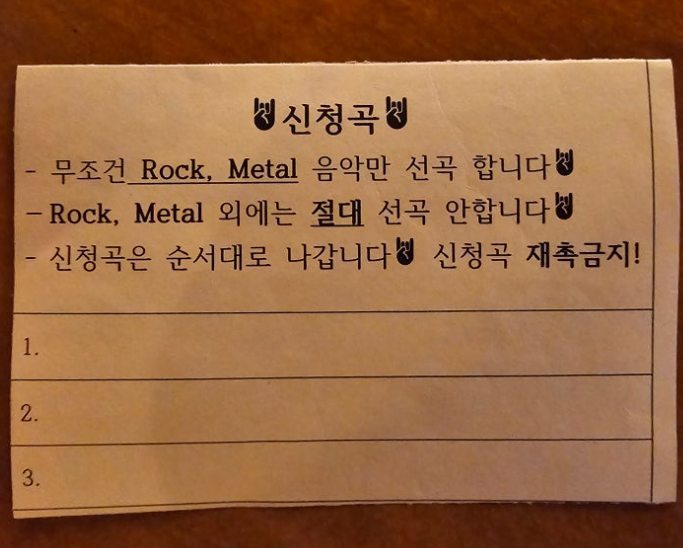 🤘신청곡🤘
- 무조건 Rock, Metal 음악만 선곡 합니다🤘
- Rock, Metal 외에는 절대 선곡 안합니다🤘
- 신청곡은 순서대로 나갑니다🤘 신청곡 재촉금지!
1.
2.
3.